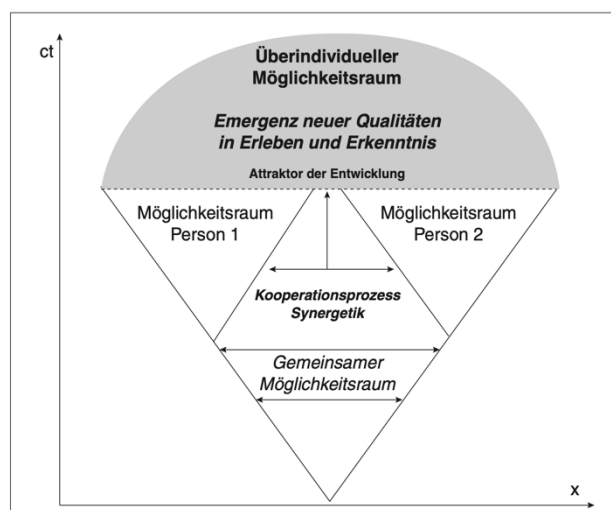 ct
Überindividueller
Möglichkeitsraum
Emergenz neuer Qualitäten
in Erleben und Erkenntnis
Attraktor der Entwicklung
Möglichkeitsraum
Person 1
Möglichkeitsraum
Person 2
Kooperationsprozess
Synergetik
Gemeinsamer
Möglichkeitsraum
x